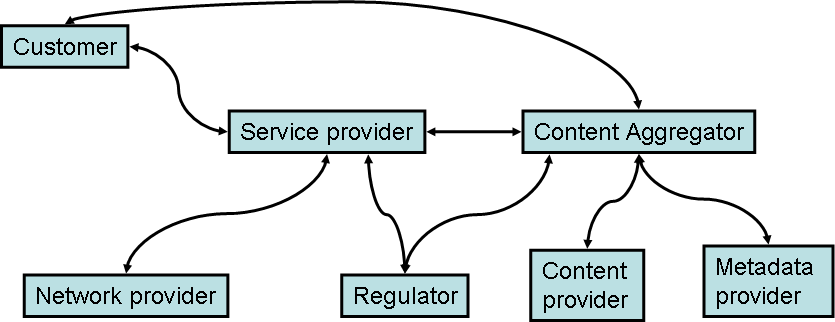 Customer
Service provider
Content Aggregator
Network provider
Regulator
Content
provider
Metadata
provider